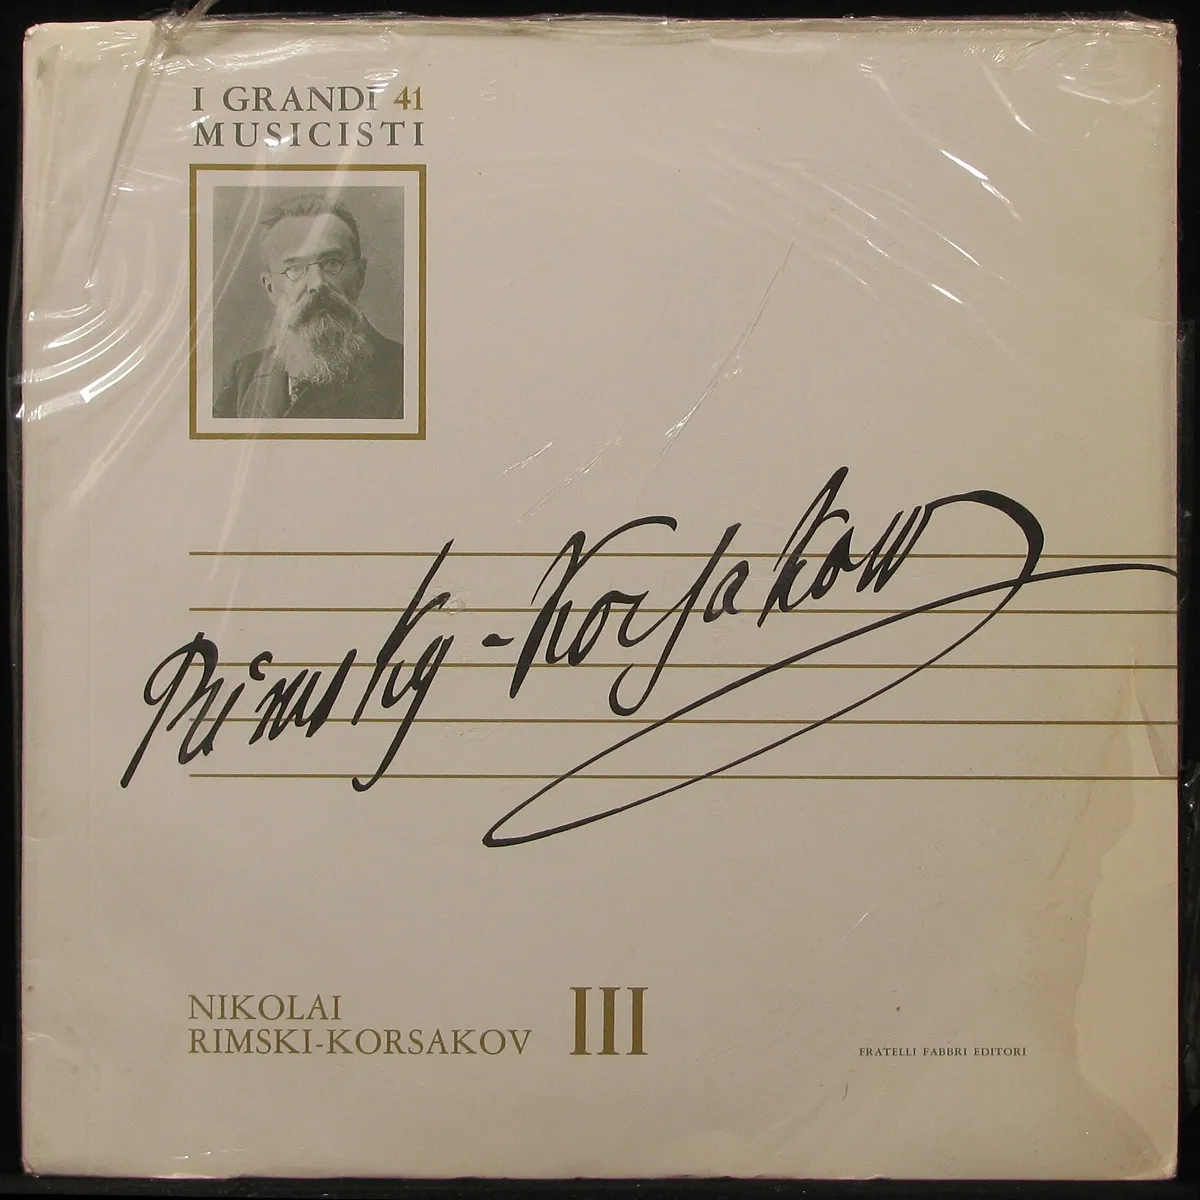 I GRANDI 41
MUSICISTI
Rimsky-Korsakow
NIKOLAI
RIMSKI-KORSAKOV III
FRATELLI FABBRI EDITORI